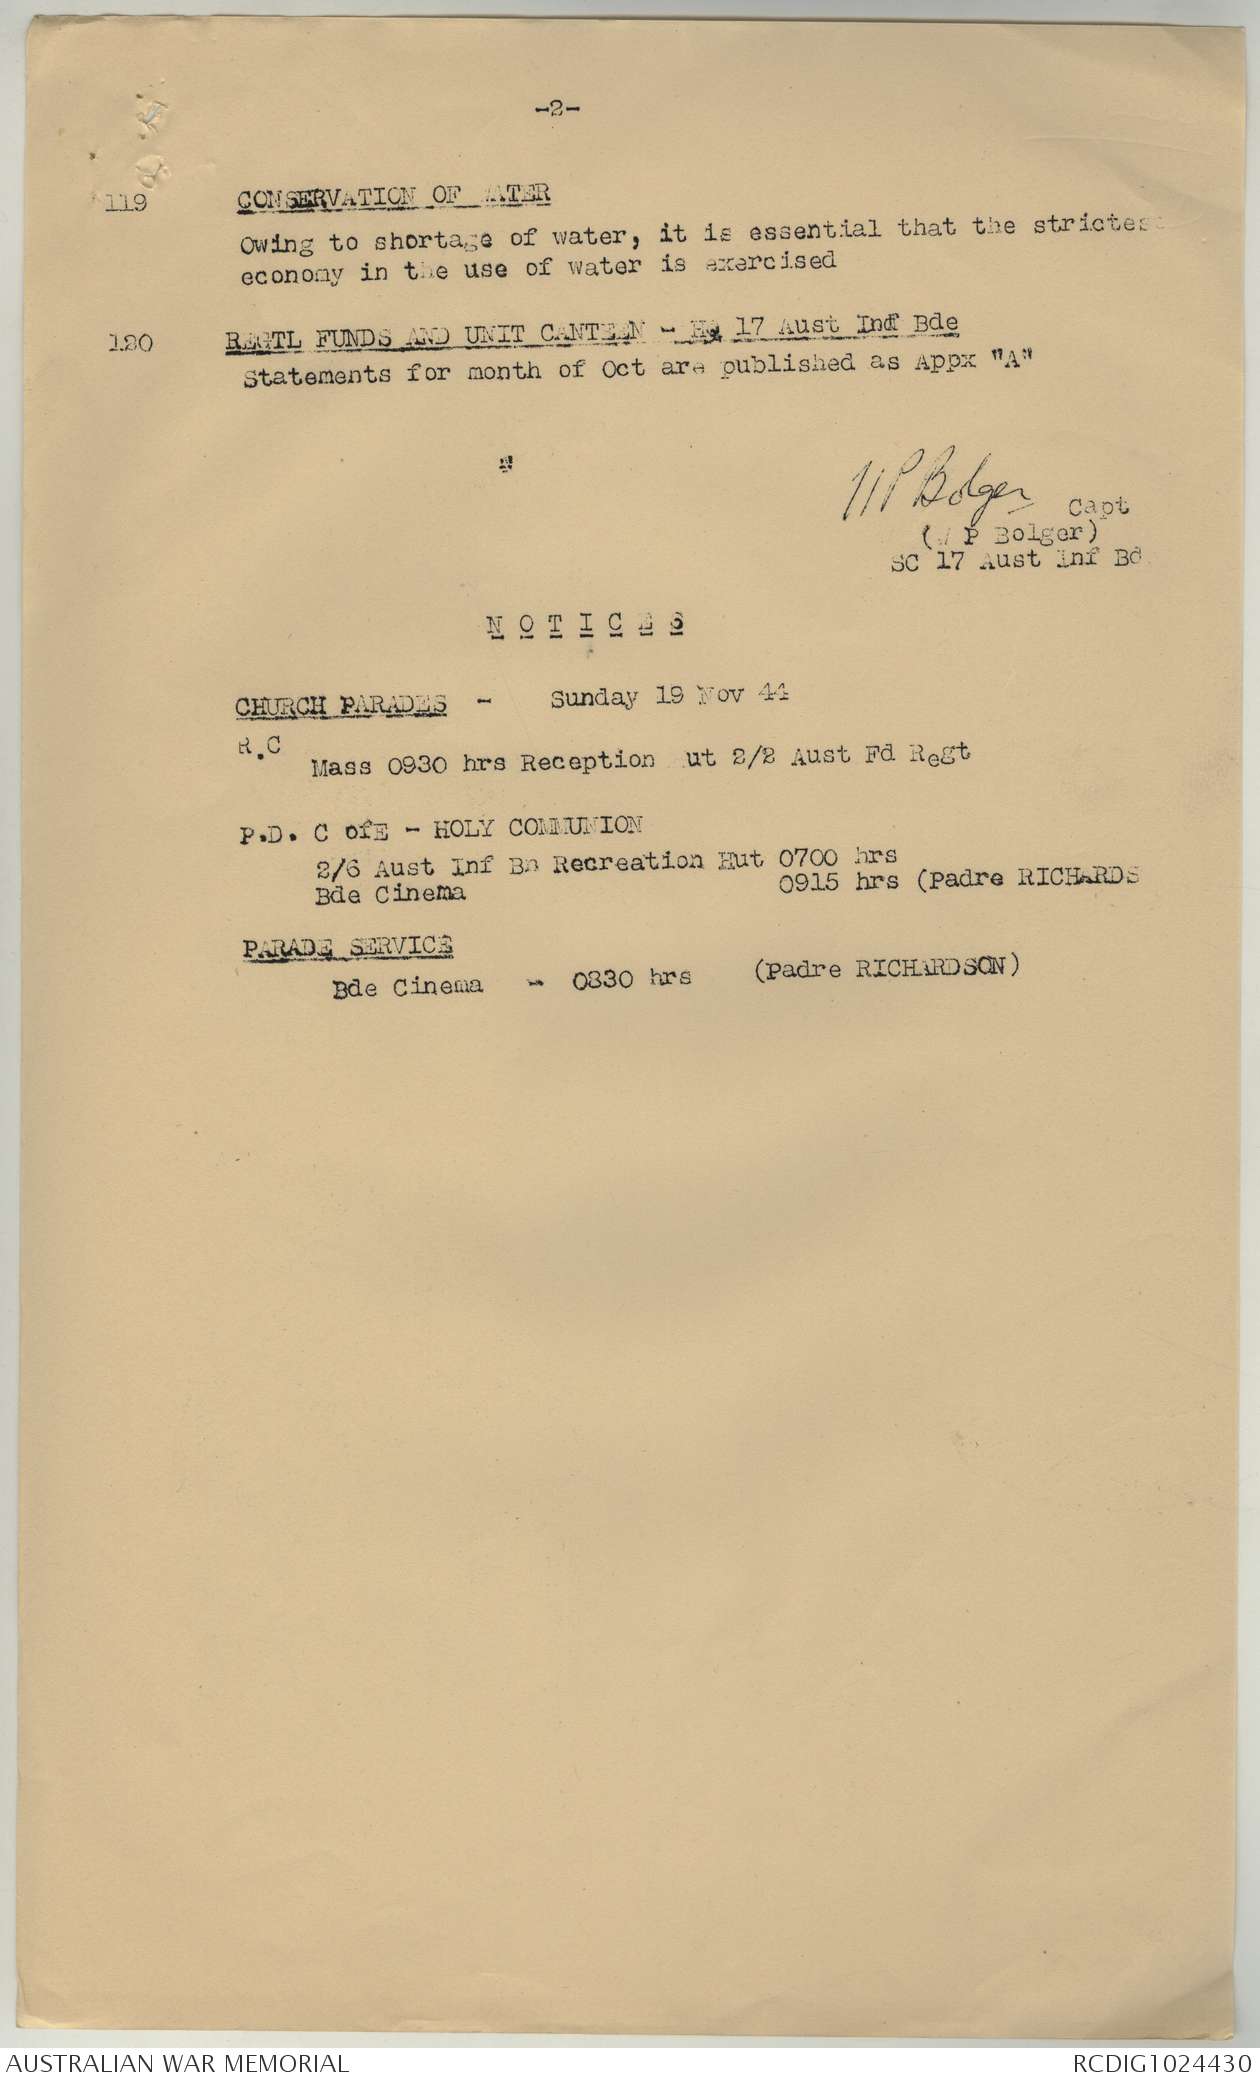 -2-
119 CONSERVATION OF WATER
Owing to shortage of water, it is essential that the strictest
economy in the use of water is exercised
120 REGTL FUNDS AND UNIT CANTEEN - HQ 17 Aust Inf Bde
Statements for month of Oct are published as Appx "A"
WP Bolger Capt
(W P Bolger)
SC 17 Aust Inf Bd
NOTICES
CHURCH PARADES - Sunday 19 Nov 44
R.C
Mass 0930 hrs Reception ut 2/2 Aust Fd Regt
P.D. C ofE - HOLY COMMUNION
2/6 Aust Inf Bn Recreation Hut 0700 hrs
Bde Cinema 0915 hrs (Padre RICHARDS
PARADE SERVICE
Bde Cinema - 0830 hrs (Padre RICHARDSON)
AUSTRALIAN WAR MEMORIAL RCDIG1024430